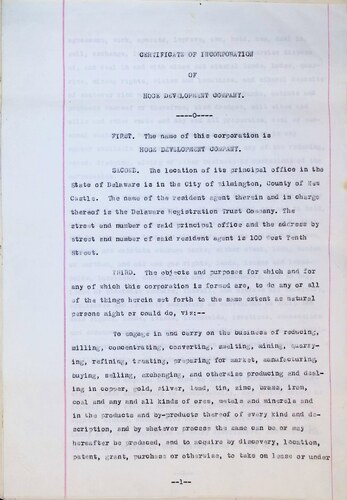 CERTIFICATE OF INCORPORATION
OF
HOGE DEVELOPMENT COMPANY.
----O----
FIRST. The name of this corporation is
HOGE DEVELOPMENT COMPANY.
SECOND. The location of its principal office in the
State of Delaware is in the City of Wilmington, County of New
Castle. The name of the resident agent therein and in charge
thereof is the Delaware Registration Trust Company. The
street and number of said principal office and the address by
street and number of said resident agent is 100 West Tenth
Street.
THIRD. The objects and purposes for which and for
any of which this corporation is formed are, to do any or all
of the things herein set forth to the same extent as natural
persons might or could do, viz:--
To engage in and carry on the business of reducing,
milling, concentrating, converting, smelting, mining, quarry-
ing, refining, treating, preparing for market, manufacturing
buying, selling, exchanging, and otherwise producing and deal-
ing in copper, gold, silver, lead, tin, zinc, brass, iron,
coal and any and all kinds of ores, metals and minerals and
in the products and by-products thereof of every kind and de-
scription, and by whatever process the same can be or may
hereafter be produced, and to acquire by discovery, location,
patent, grant, purchase or otherwise, to take on lease or under
--1--